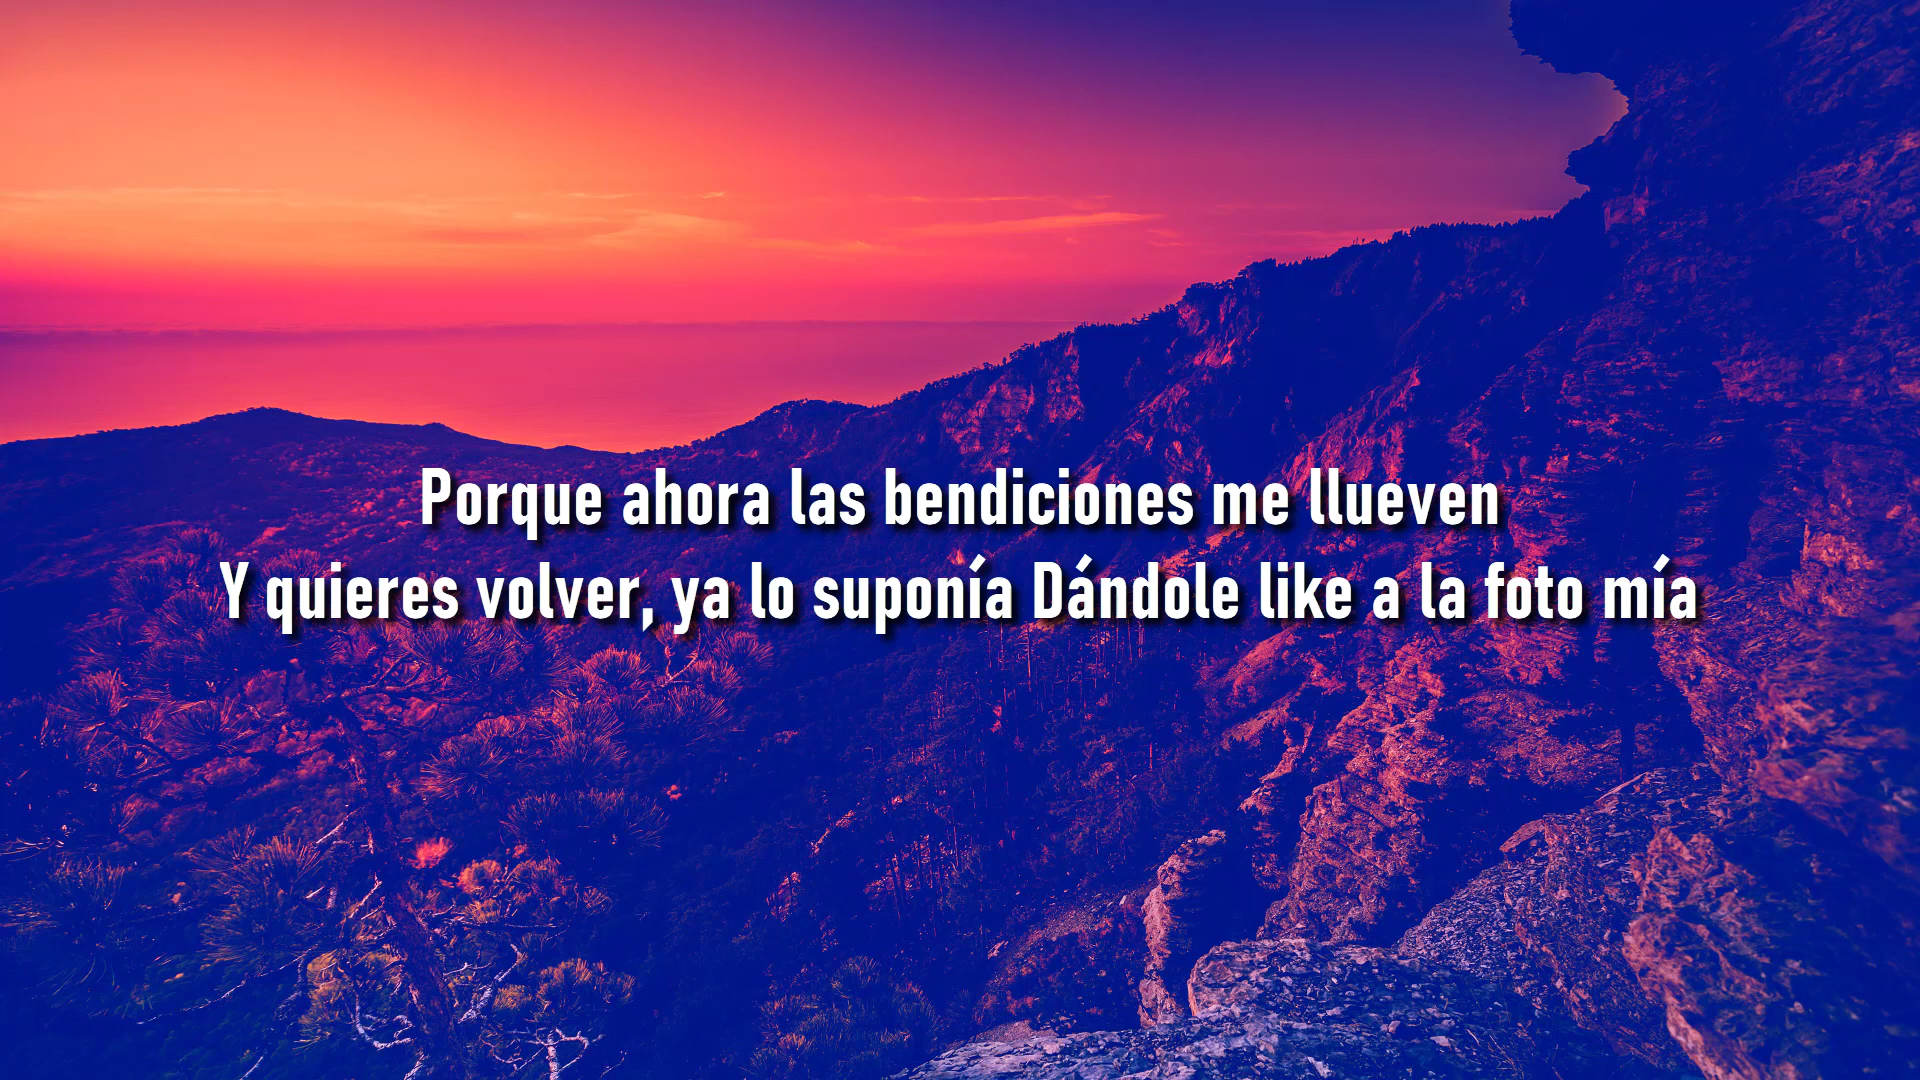 Porque ahora las bendiciones me llueven
Y quieres volver, ya lo suponía Dándole like a la foto mía